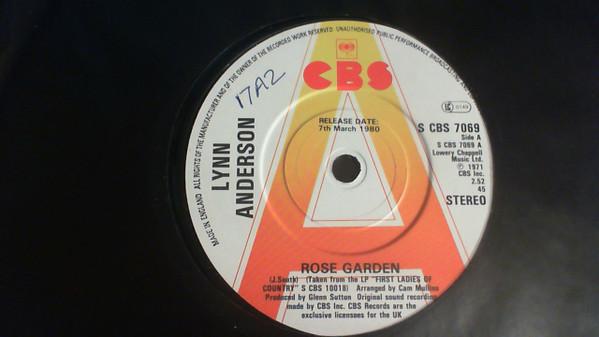 MADE IN ENGLAND ALL RIGHTS OF THE MANUFACTURER AND OF THE OWNER OF THE RECORDED WORK RESERVED UNAUTHORISED PUBLIC PERFORMANCE BROADCASTING AND
CBS
17A2
LYNN
ANDERSON
RELEASE DATE:
7th March 1980
0149
S CBS 7069
Side A
S CBS 7069 A
Lowery Chappell
Music Ltd.
℗ 1971
CBS Inc.
2.52
45
STEREO
A
ROSE GARDEN
(J.South) (Taken from the LP "FIRST LADIES OF
COUNTRY" S CBS 10018) Arranged by Cam Mullins
Produced by Glenn Sutton Original sound recording
made by CBS Inc. CBS Records are the
exclusive licensees for the UK